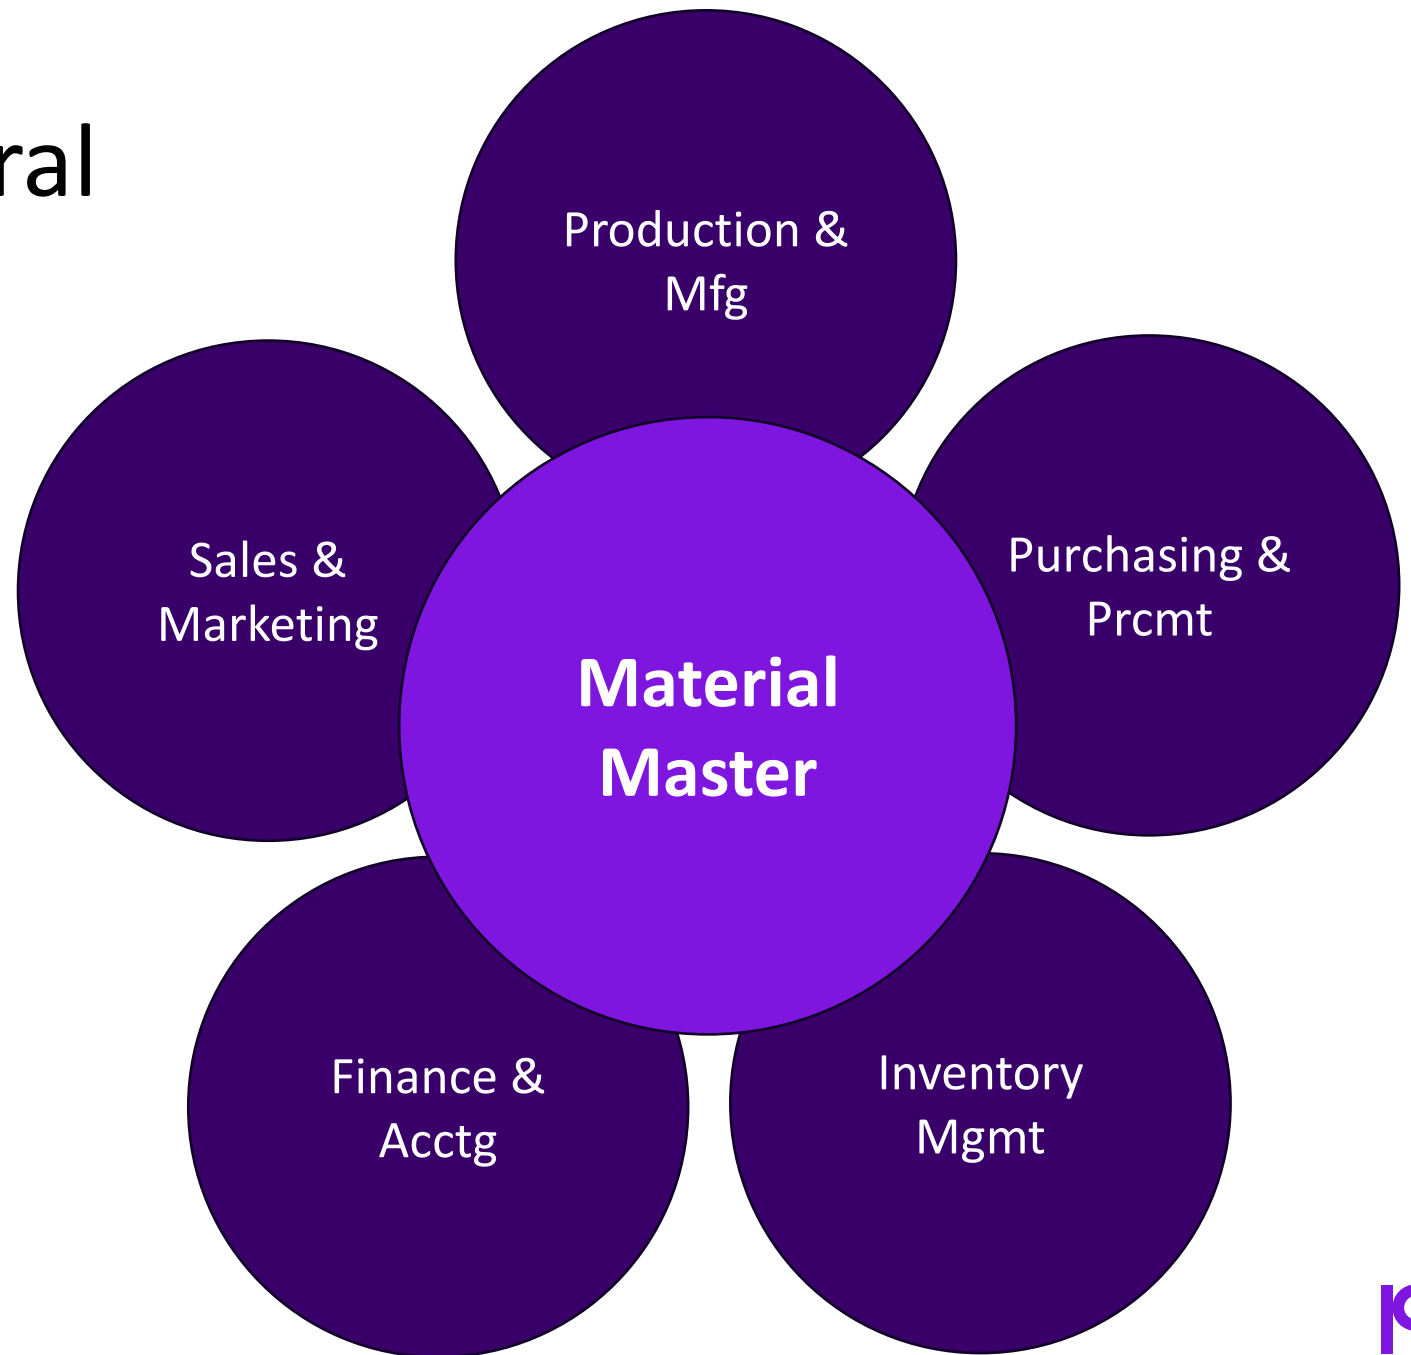 ral
Production &
Mfg
Sales &
Marketing
Purchasing &
Prcmt
Material
Master
Finance &
Acctg
Inventory
Mgmt